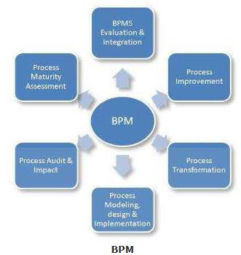 BPMS
Evaluation &
Integration
Process
Maturity
Assessment
Process
Improvement
BPM
Process Audit &
Impact
Process
Transformation
Process
Modeling,
design &
Implementation
BPM